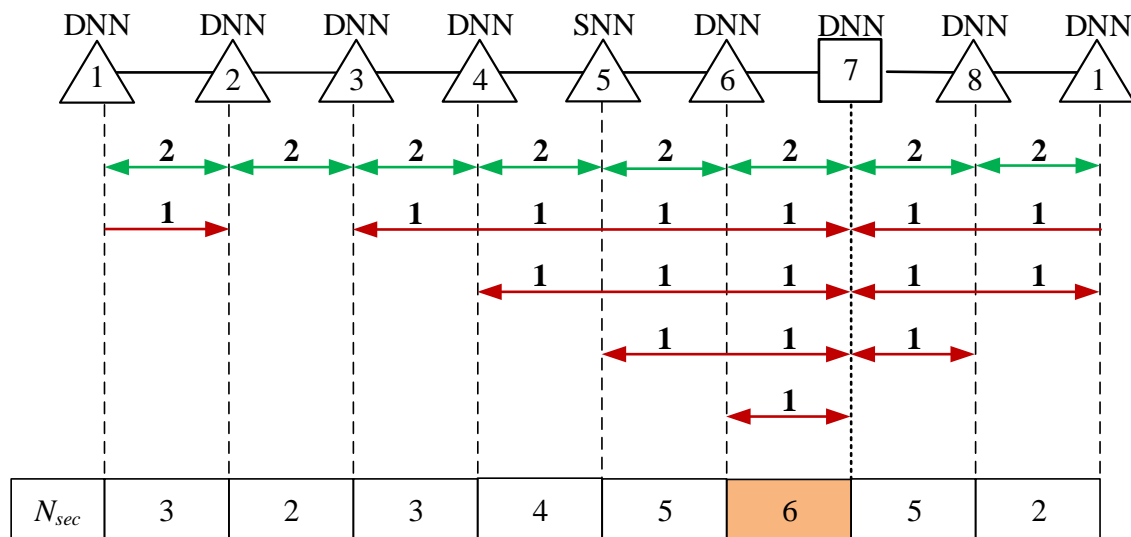 DNN DNN DNN DNN SNN DNN DNN DNN DNN
1 2 3 4 5 6 7 8 1
2 2 2 2 2 2 2 2
1 1 1 1 1 1 1
1 1 1 1 1
1 1 1
1
Nsec 3 2 3 4 5 6 5 2